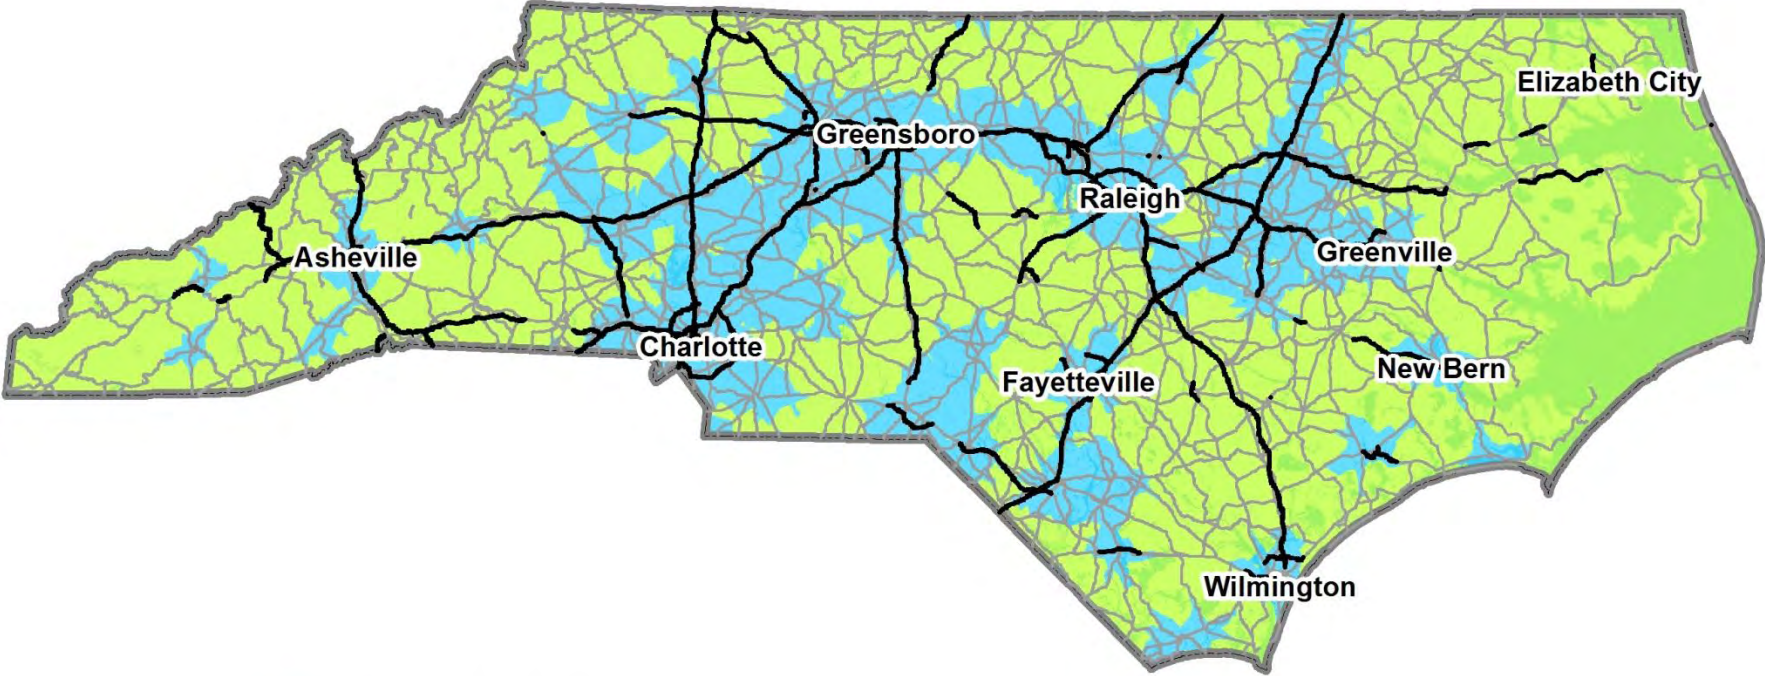 Elizabeth City
Greensboro
Raleigh
Asheville
Greenville
Charlotte
New Bern
Fayetteville
Wilmington